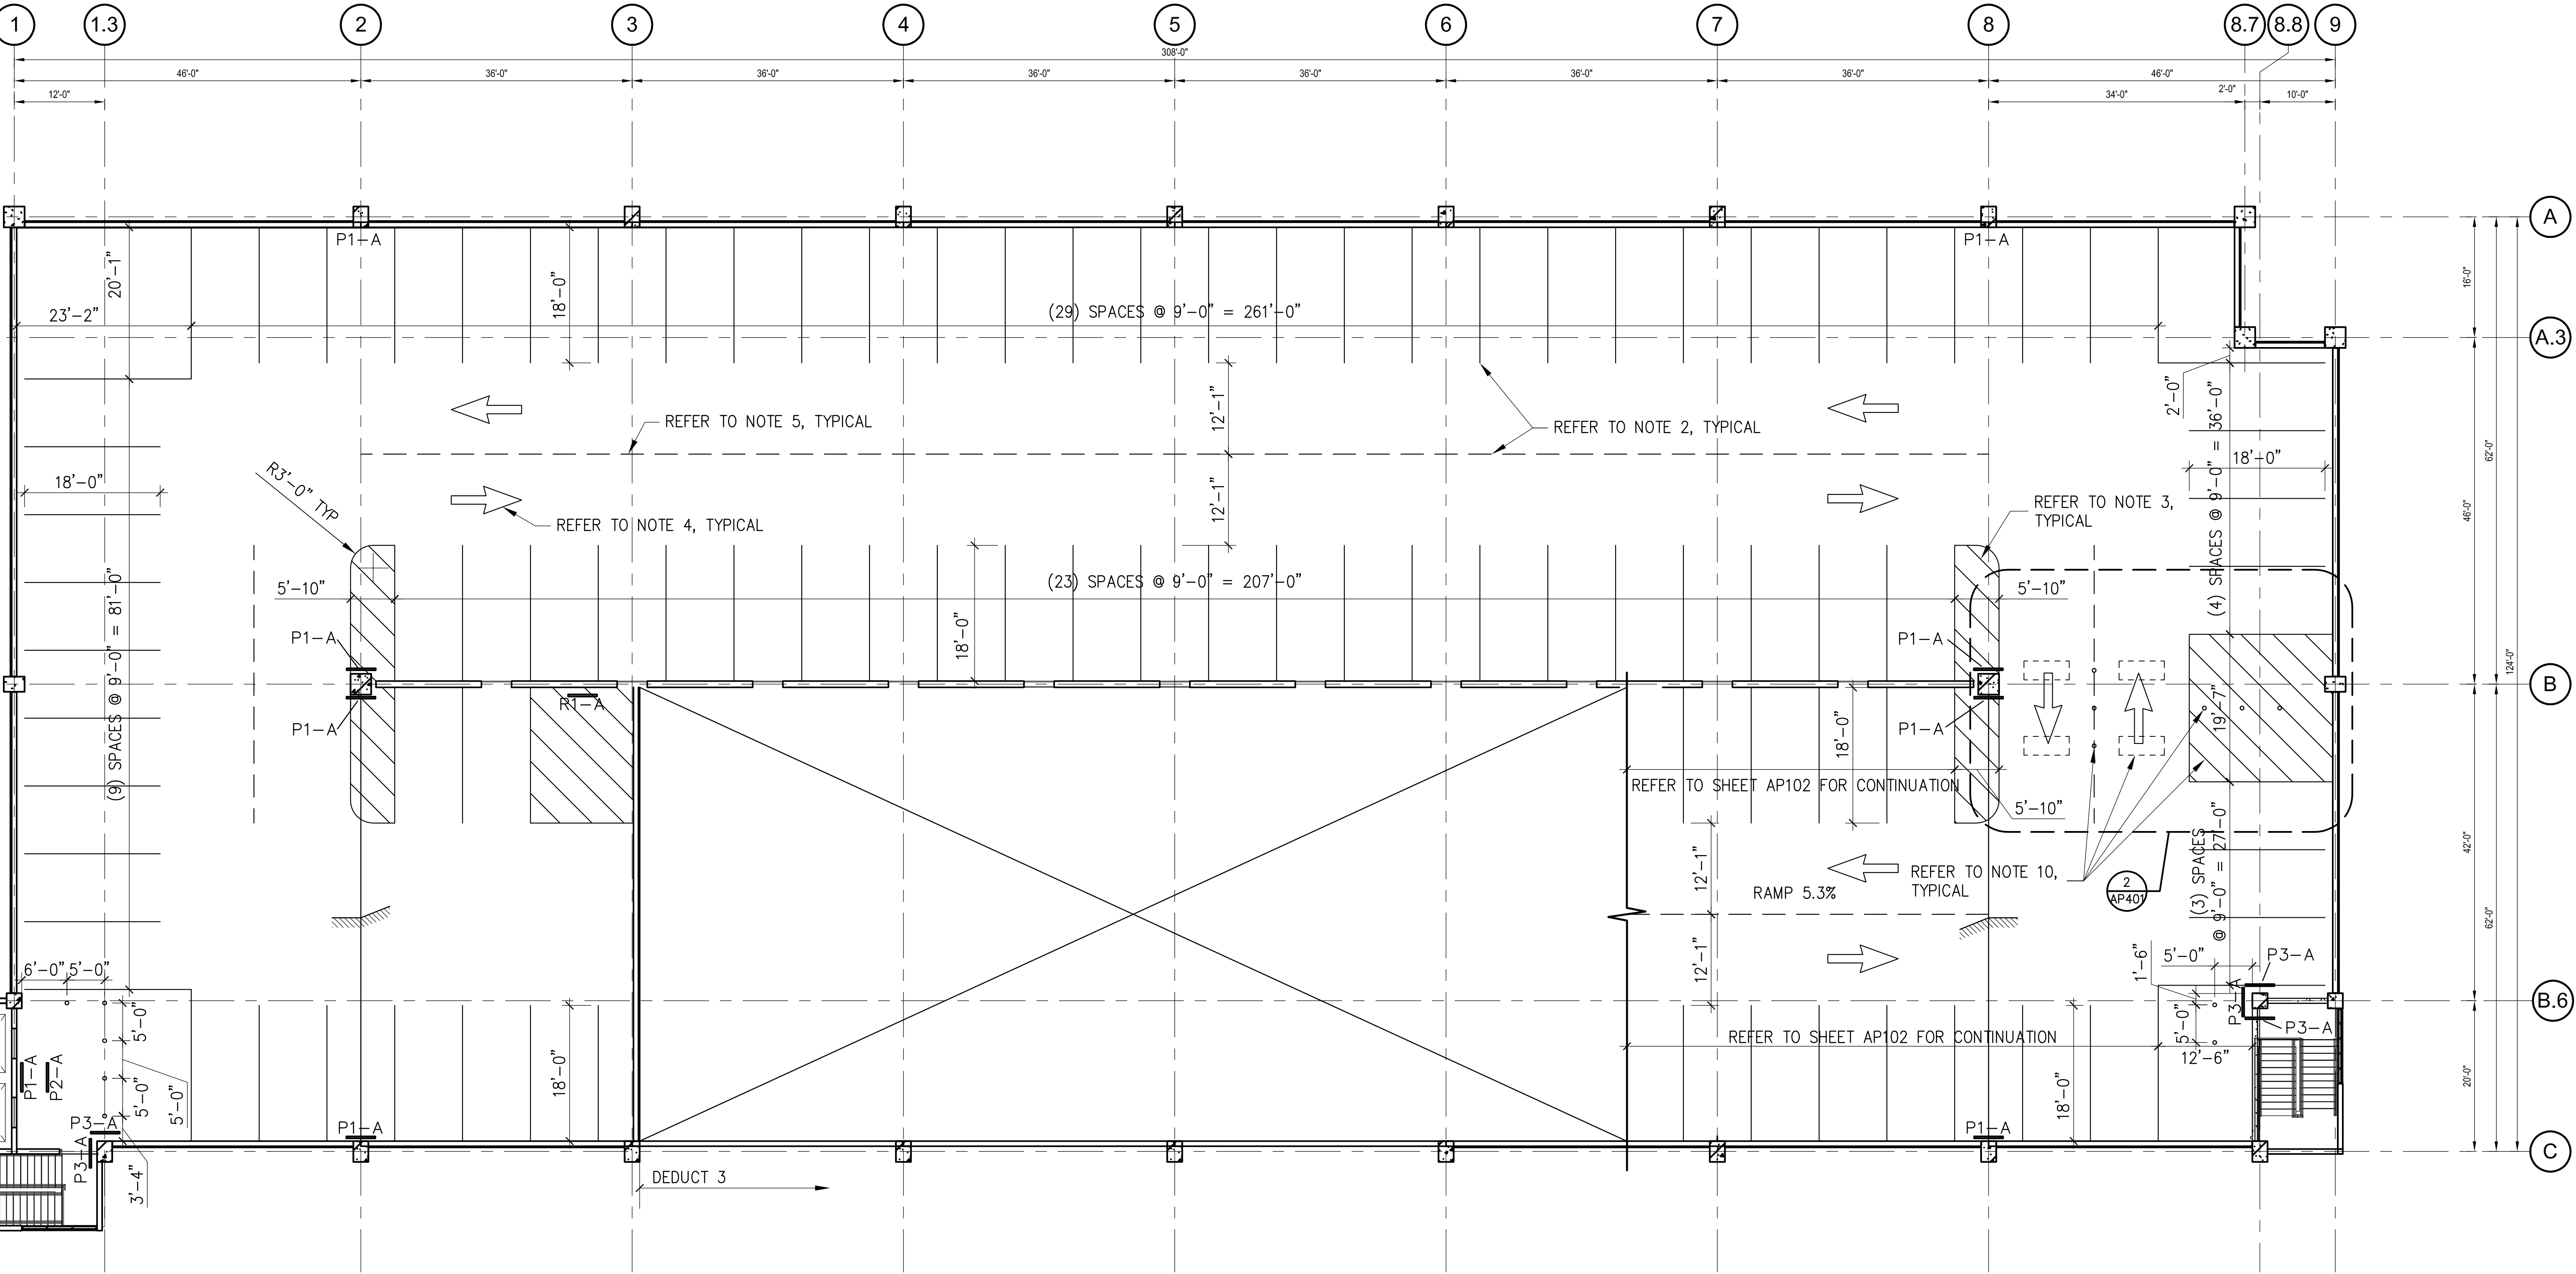 1 1.3 2 3 4 5 6 7 8 8.7 8.8 9
308'-0"
46'-0" 36'-0" 36'-0" 36'-0" 36'-0" 36'-0" 36'-0" 46'-0"
12'-0" 34'-0" 2'-0" 10'-0"
A
P1-A P1-A
20'-1"
18'-0"
16'-0"
23'-2"
(29) SPACES @ 9'-0" = 261'-0"
A.3
2'-0"
12'-1"
REFER TO NOTE 5, TYPICAL
REFER TO NOTE 2, TYPICAL
(4) SPACES @ 9'-0" = 36'-0"
62'-0"
18'-0"
18'-0"
R3'-0" TYP
12'-1"
REFER TO NOTE 4, TYPICAL
REFER TO NOTE 3,
TYPICAL
46'-0"
5'-10"
(23) SPACES @ 9'-0" = 207'-0"
5'-10"
(9) SPACES @ 9'-0" = 81'-0"
18'-0"
P1-A
P1-A
124'-0"
B
R1-A
P1-A
P1-A
19'-7"
18'-0"
REFER TO SHEET AP102 FOR CONTINUATION
5'-10"
12'-1"
REFER TO NOTE 10,
TYPICAL
RAMP 5.3%
2
AP401
(3) SPACES
@ 9'-0" = 27'-0"
42'-0"
62'-0"
12'-1"
6'-0" 5'-0"
1'-6"
5'-0"
P3-A
P3-A
B.6
5'-0"
5'-0"
P3-A
REFER TO SHEET AP102 FOR CONTINUATION
12'-6"
P1-A
P2-A
5'-0"
5'-0"
18'-0"
18'-0"
20'-0"
P3-A
P1-A
P1-A
P3-A
C
3'-4"
DEDUCT 3